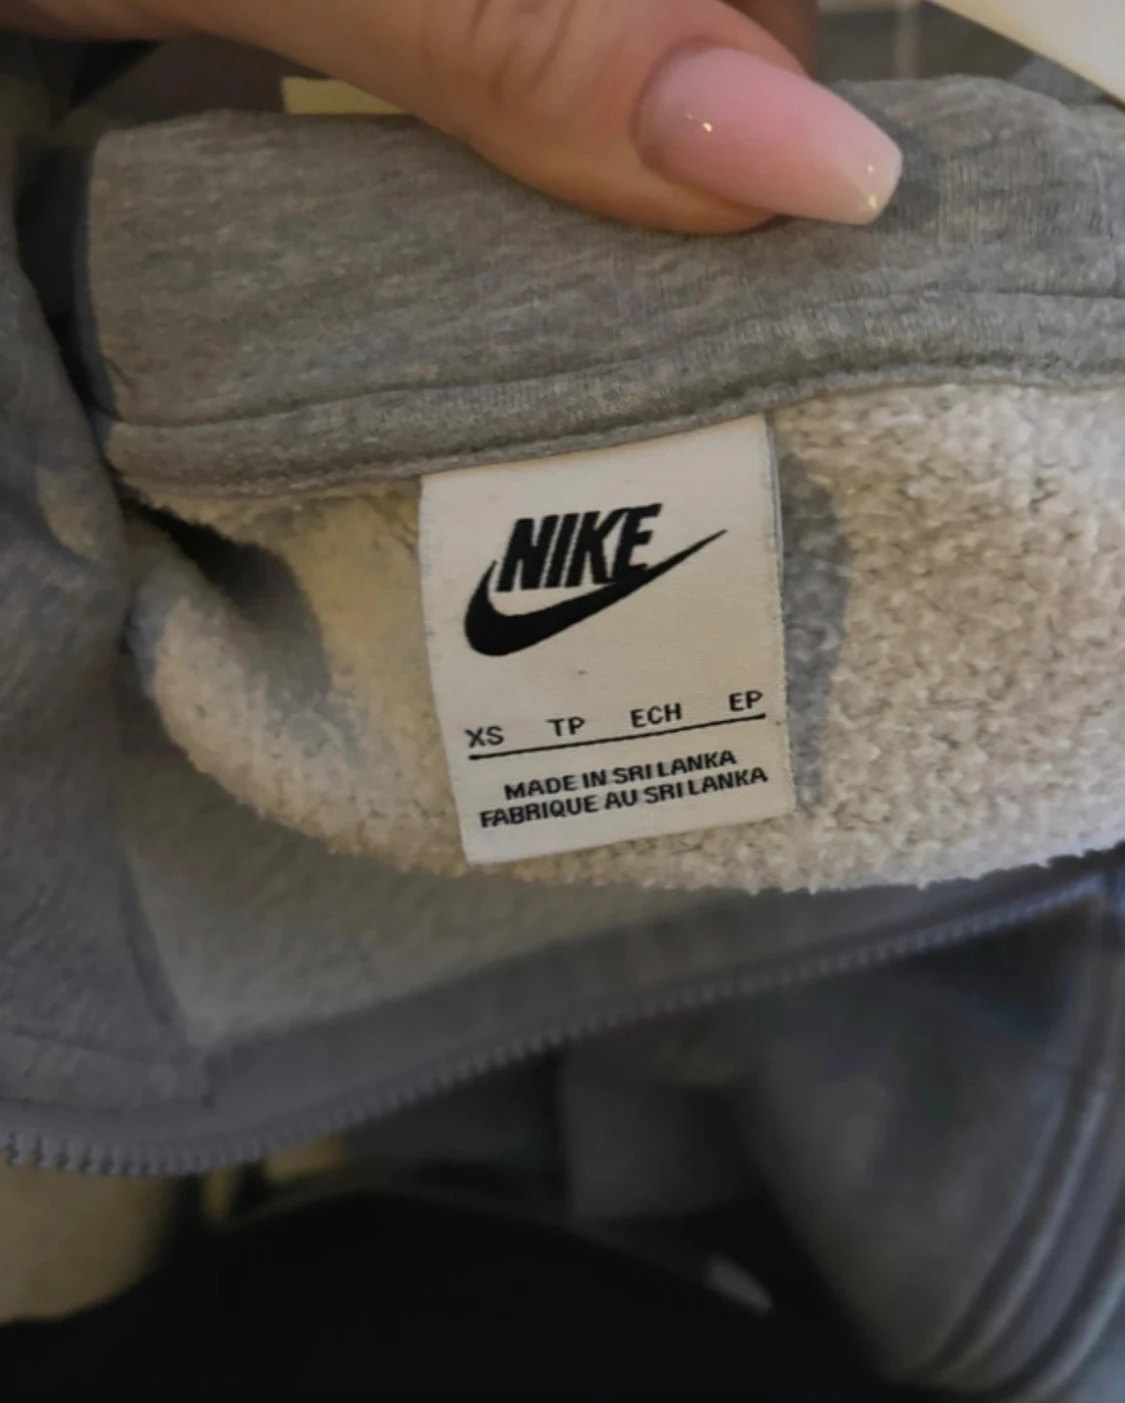 NIKE
XS TP ECH EP
MADE IN SRI LANKA
FABRIQUE AU SRI LANKA